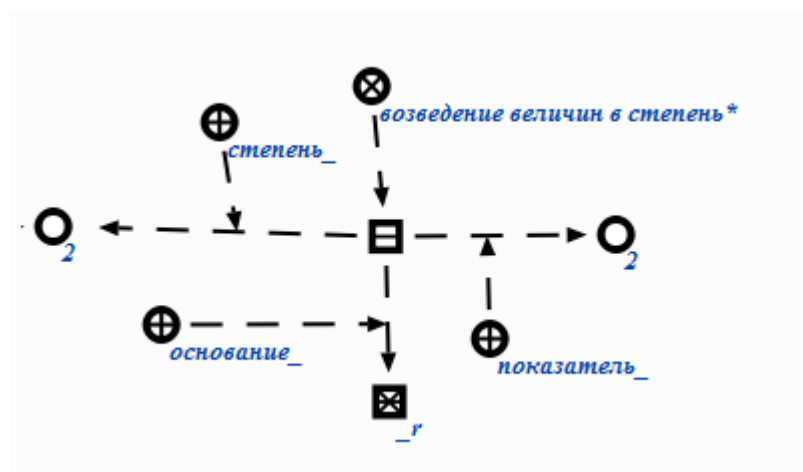 возведение величин в степень*
степень_
2
2
основание_
показатель_
_r